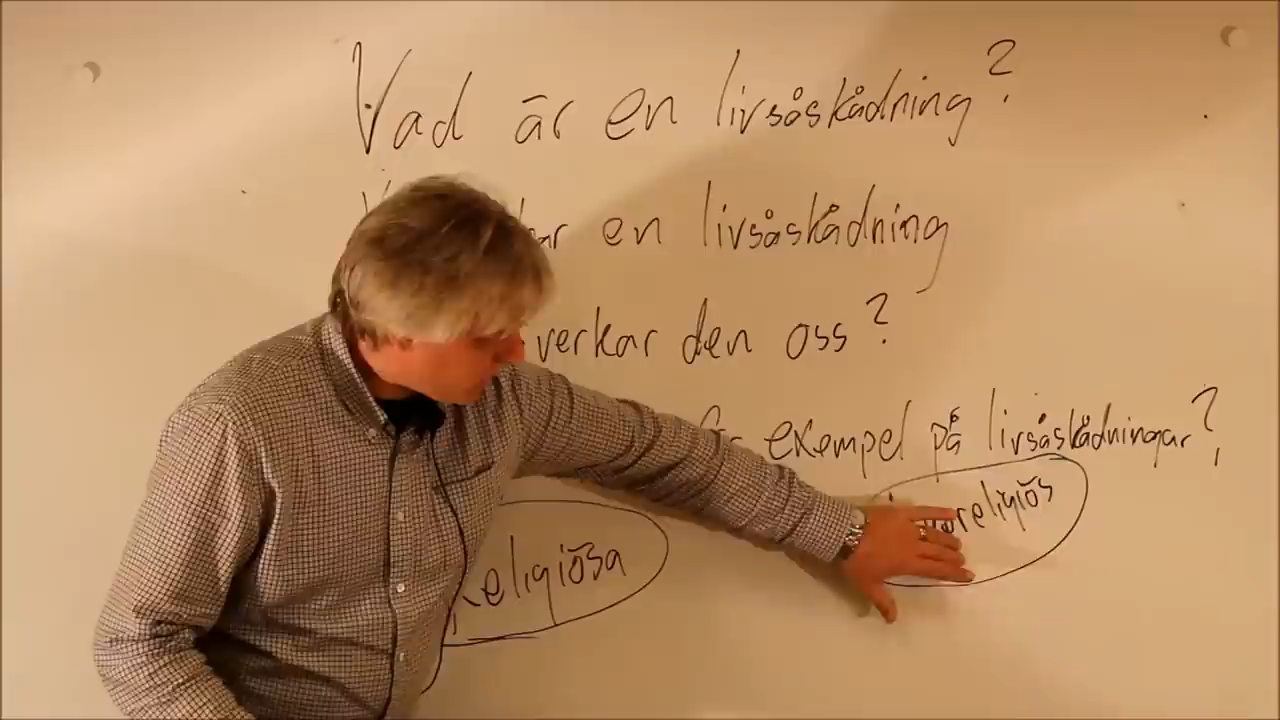 Vad är en livsåskådning?
en livsåskådning
verkar den oss?
exempel på livsåskådningar?
religiös
Religiösa